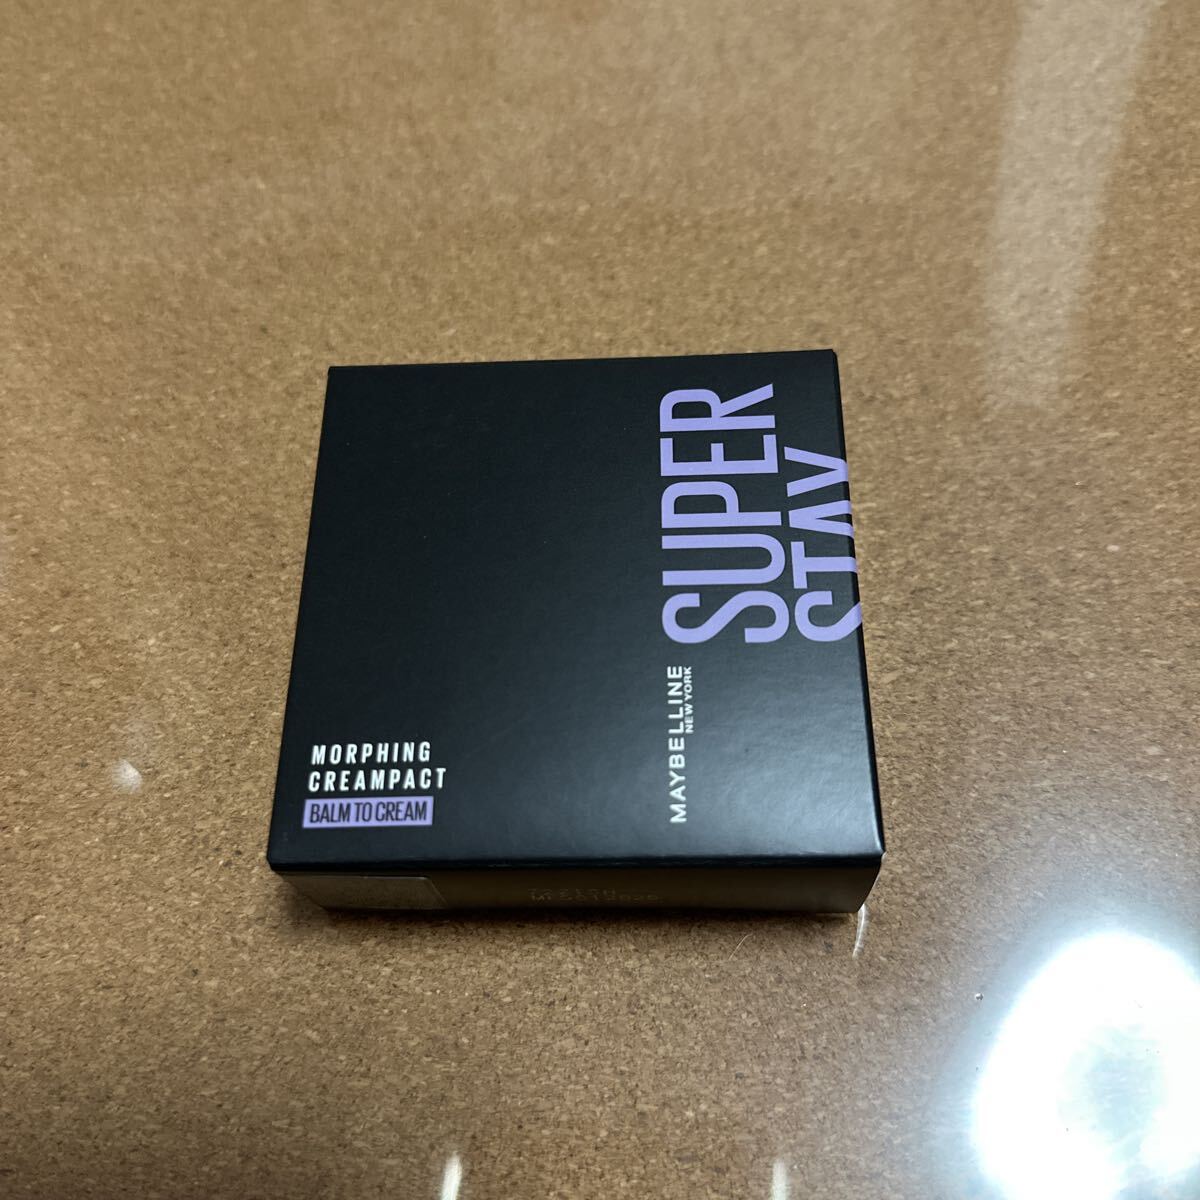 SUPER
STAY
MAYBELLINE
NEW YORK
MORPHING
CREAMPACT
BALM TO CREAM